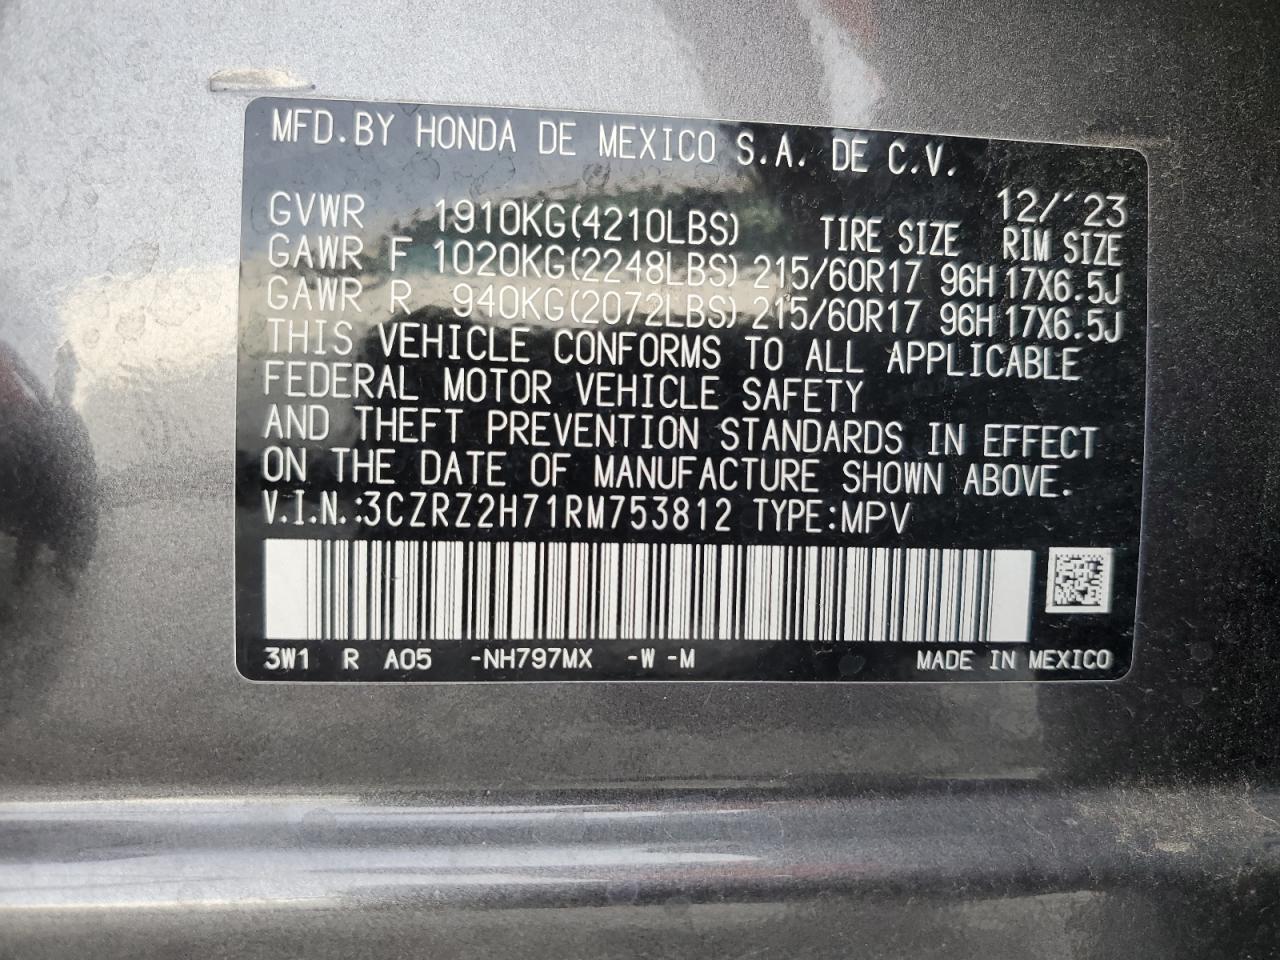 MFD.BY HONDA DE MEXICO S.A. DE C.V.
12/´23
GVWR 1910KG(4210LBS) TIRE SIZE RIM SIZE
GAWR F 1020KG(2248LBS) 215/60R17 96H 17X6.5J
GAWR R 940KG(2072LBS) 215/60R17 96H 17X6.5J
THIS VEHICLE CONFORMS TO ALL APPLICABLE
FEDERAL MOTOR VEHICLE SAFETY
AND THEFT PREVENTION STANDARDS IN EFFECT
ON THE DATE OF MANUFACTURE SHOWN ABOVE.
V.I.N.:3CZRZ2H71RM753812 TYPE:MPV
3W1 R A05 -NH797MX -W -M MADE IN MEXICO